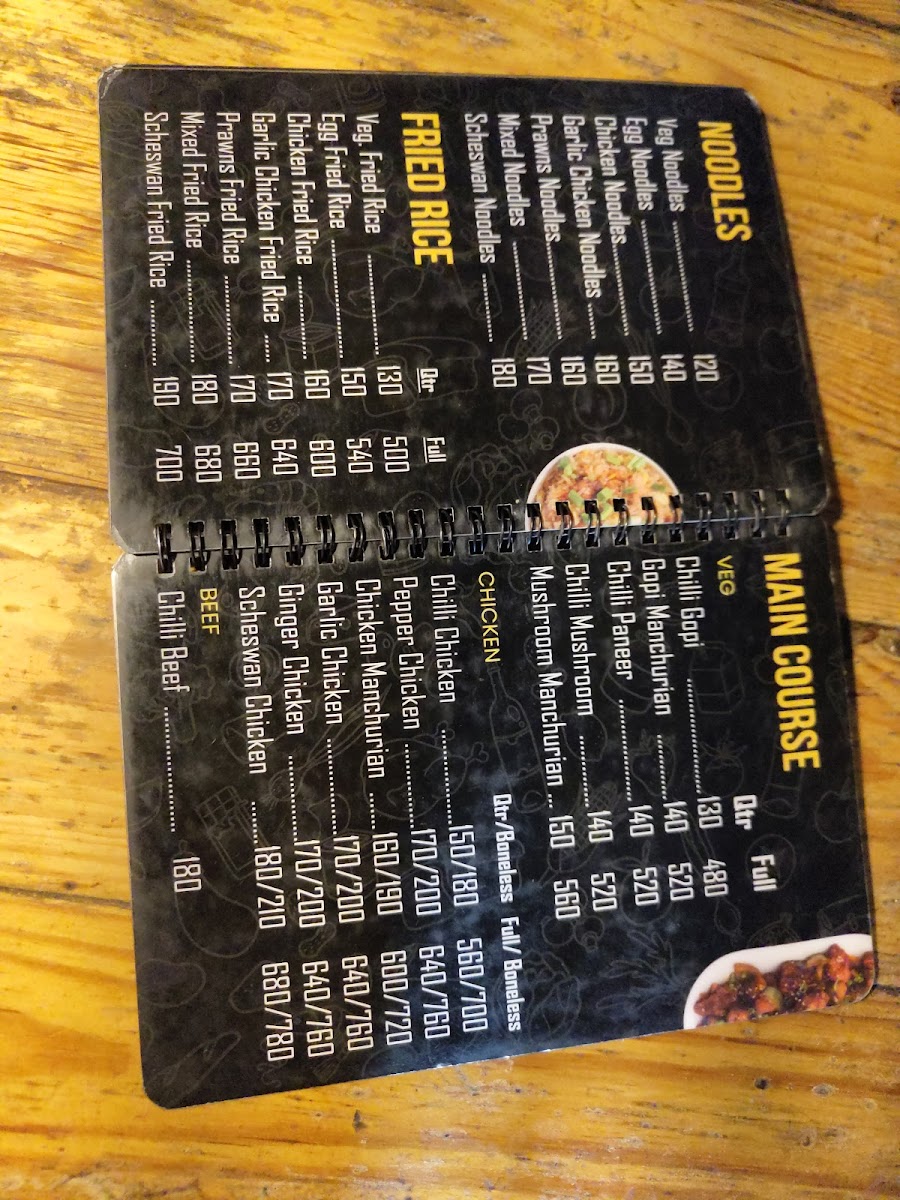 NOODLES
Veg Noodles ........................ 120
Egg Noodles ........................ 140
Chicken Noodles .................. 150
Garlic Chicken Noodles ...... 160
Prawns Noodles .................. 160
Mixed Noodles .................... 170
Scheswan Noodles .............. 180
FRIED RICE
Qtr Full
Veg. Fried Rice .................... 130 500
Egg Fried Rice ..................... 150 540
Chicken Fried Rice ............... 160 600
Garlic Chicken Fried Rice .... 170 640
Prawns Fried Rice ................ 170 660
Mixed Fried Rice .................. 180 680
Scheswan Fried Rice ............ 190 700
MAIN COURSE
Qtr Full
VEG
Chilli Gopi ........................ 130 480
Gopi Manchurian ............ 140 520
Chilli Paneer .................... 140 520
Chilli Mushroom .............. 140 520
Mushroom Manchurian ... 150 560
Qtr/Boneless Full/ Boneless
CHICKEN
Chilli Chicken ................. 150/180 560/700
Pepper Chicken .............. 170/200 640/760
Chicken Manchurian ...... 160/190 600/720
Garlic Chicken ................ 170/200 640/760
Ginger Chicken ............... 170/200 640/760
Scheswan Chicken ........ 180/210 680/780
BEEF
Chilli Beef ..................... 180